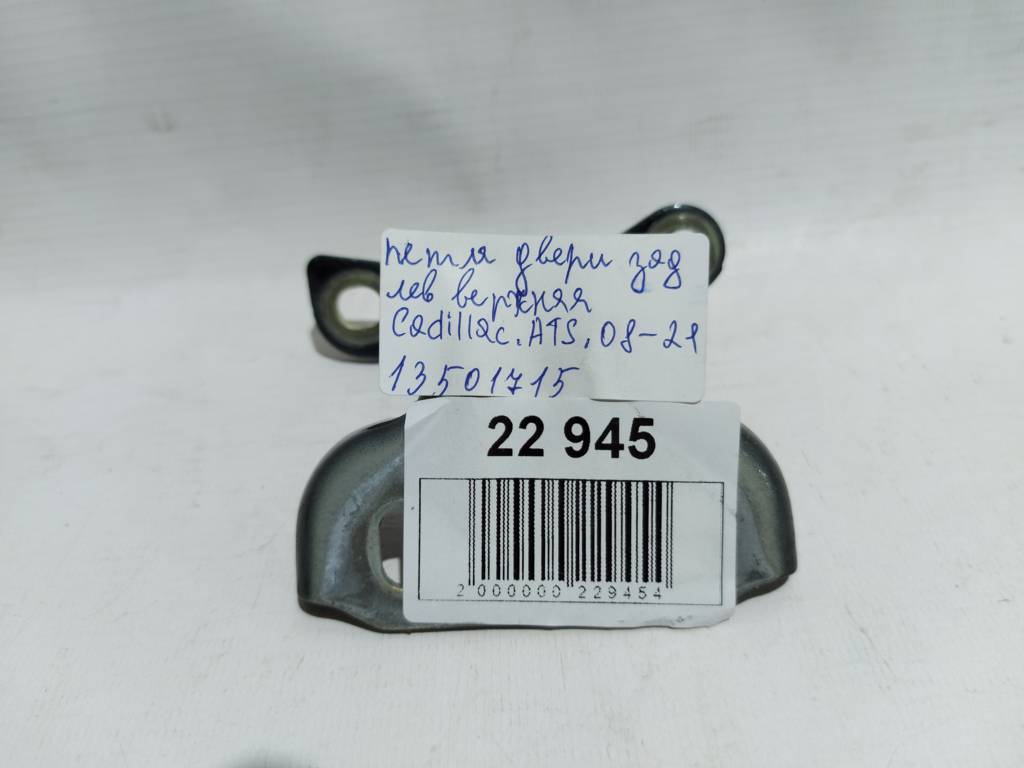 петля двери зад
лев верхняя
Cadillac. ATS, 08-21
13501715
22 945
2 000000 229454